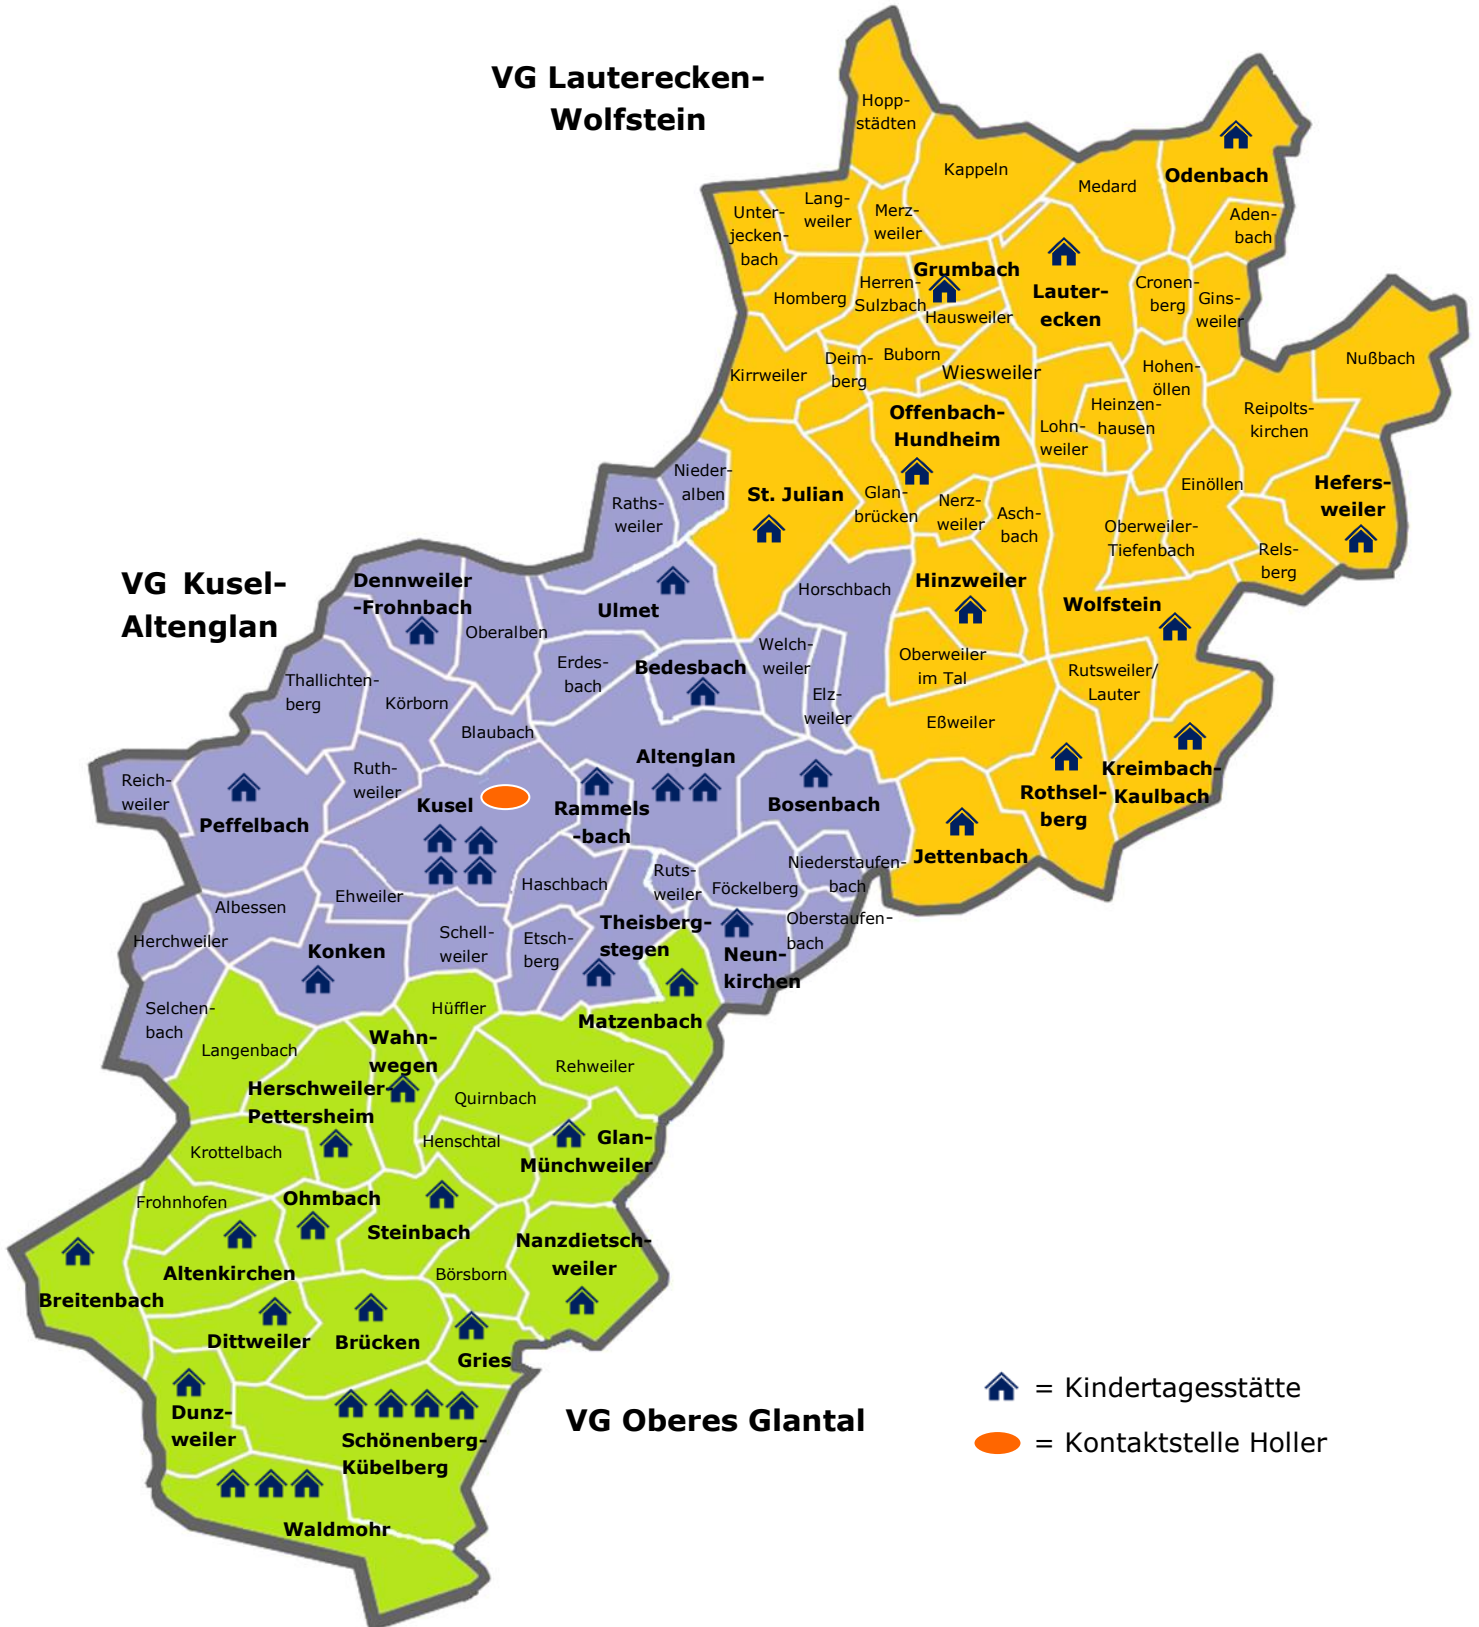 VG Lauterecken-
Wolfstein
Hopp-
städten
Kappeln
Medard
Odenbach
Aden-
bach
Lang-
weiler
Merz-
weiler
Unter-
jecken-
bach
Grumbach
Lauter-
ecken
Homberg
Herren-
Sulzbach
Hausweiler
Cronen-
berg
Gins-
weiler
Kirrweiler
Deim-
berg
Buborn
Wiesweiler
Hohen-
öllen
Nußbach
Heinzen-
hausen
Reipolts-
kirchen
Offenbach-
Hundheim
Lohn-
weiler
Nieder-
alben
Raths-
weiler
St. Julian
Glan-
brücken
Nerz-
weiler
Asch-
bach
Einöllen
Hefers-
weiler
Oberweiler-
Tiefenbach
Rels-
berg
VG Kusel-
Altenglan
Dennweiler
-Frohnbach
Oberalben
Ulmet
Horschbach
Hinzweiler
Wolfstein
Erdes-
bach
Bedesbach
Welch-
weiler
Elz-
weiler
Oberweiler
im Tal
Rutsweiler/
Lauter
Thallichten-
berg
Körborn
Blaubach
Eßweiler
Altenglan
Reich-
weiler
Peffelbach
Ruth-
weiler
Kusel
Rammels
-bach
Bosenbach
Rothsel-
berg
Kreimbach-
Kaulbach
Jettenbach
Ehweiler
Haschbach
Ruts-
weiler
Föckelberg
Niederstaufen-
bach
Albessen
Herchweiler
Konken
Schell-
weiler
Etsch-
berg
Theisberg-
stegen
Neun-
kirchen
Oberstaufen-
bach
Selchen-
bach
Hüffler
Matzenbach
Langenbach
Wahn-
wegen
Rehweiler
Herschweiler-
Pettersheim
Quirnbach
Krottelbach
Henschtal
Glan-
Münchweiler
Frohnhofen
Ohmbach
Steinbach
Nanzdietsch-
weiler
Altenkirchen
Börsborn
Breitenbach
Dittweiler
Brücken
Gries
Dunz-
weiler
Schönenberg-
Kübelberg
Waldmohr
VG Oberes Glantal
= Kindertagesstätte
= Kontaktstelle Holler